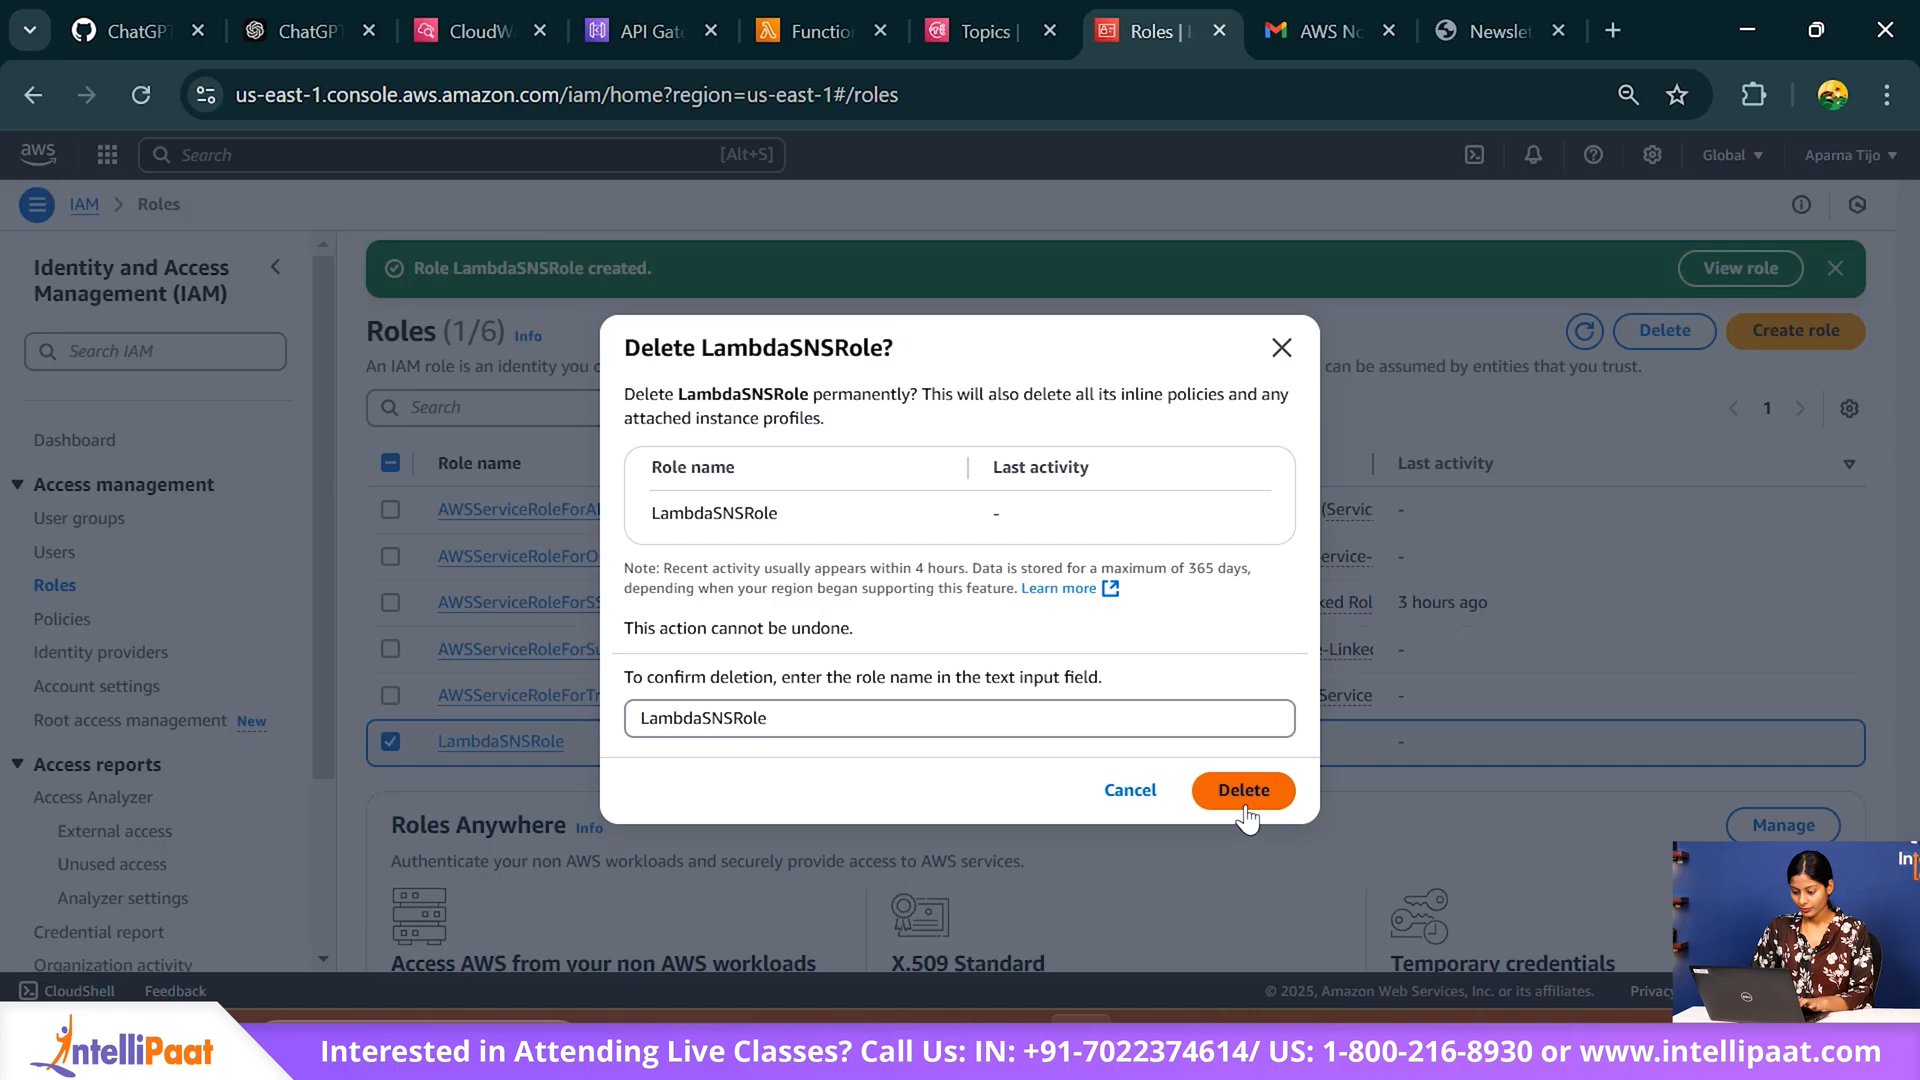 ChatGPT
ChatGPT
CloudW
API Gate
Functio
Topics |
Roles | I
AWS No
Newslet
us-east-1.console.aws.amazon.com/iam/home?region=us-east-1#/roles
aws
Search
[Alt+S]
Global
Aparna Tijo
IAM
Roles
Identity and Access
Management (IAM)
Search IAM
Dashboard
Access management
User groups
Users
Roles
Policies
Identity providers
Account settings
Root access management New
Access reports
Access Analyzer
External access
Unused access
Analyzer settings
Credential report
Organization activity
Role LambdaSNSRole created.
View role
Roles (1/6) Info
Delete
Create role
An IAM role is an identity you c
can be assumed by entities that you trust.
Search
1
Role name
Last activity
AWSServiceRoleForAP
(Servic
-
AWSServiceRoleForO
ervice-
-
AWSServiceRoleForSS
ked Rol
3 hours ago
AWSServiceRoleForSu
e-Linked
-
AWSServiceRoleForTr
Service
-
LambdaSNSRole
-
Delete LambdaSNSRole?
Delete LambdaSNSRole permanently? This will also delete all its inline policies and any
attached instance profiles.
Role name
Last activity
LambdaSNSRole
-
Note: Recent activity usually appears within 4 hours. Data is stored for a maximum of 365 days,
depending when your region began supporting this feature. Learn more
This action cannot be undone.
To confirm deletion, enter the role name in the text input field.
LambdaSNSRole
Cancel
Delete
Roles Anywhere Info
Manage
Authenticate your non AWS workloads and securely provide access to AWS services.
Access AWS from your non AWS workloads
X.509 Standard
Temporary credentials
CloudShell
Feedback
© 2025, Amazon Web Services, Inc. or its affiliates.
Privacy
IntelliPaat
Interested in Attending Live Classes? Call Us: IN: +91-7022374614/ US: 1-800-216-8930 or www.intellipaat.com